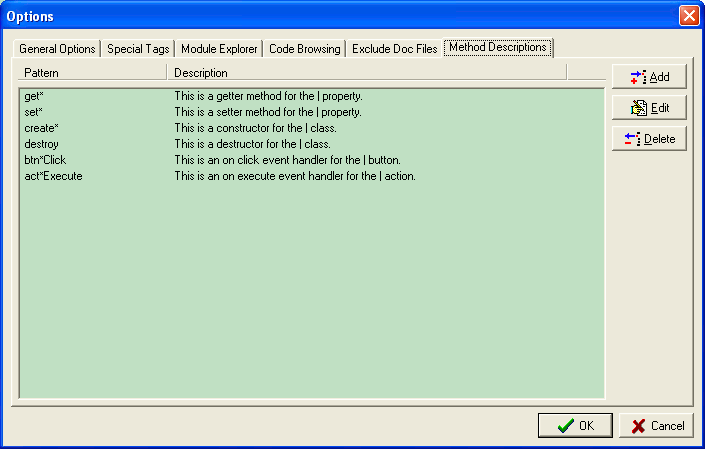 Options
General Options Special Tags Module Explorer Code Browsing Exclude Doc Files Method Descriptions
Pattern Description
get* This is a getter method for the | property.
set* This is a setter method for the | property.
create* This is a constructor for the | class.
destroy This is a destructor for the | class.
btn*Click This is an on click event handler for the | button.
act*Execute This is an on execute event handler for the | action.
Add
Edit
Delete
OK Cancel